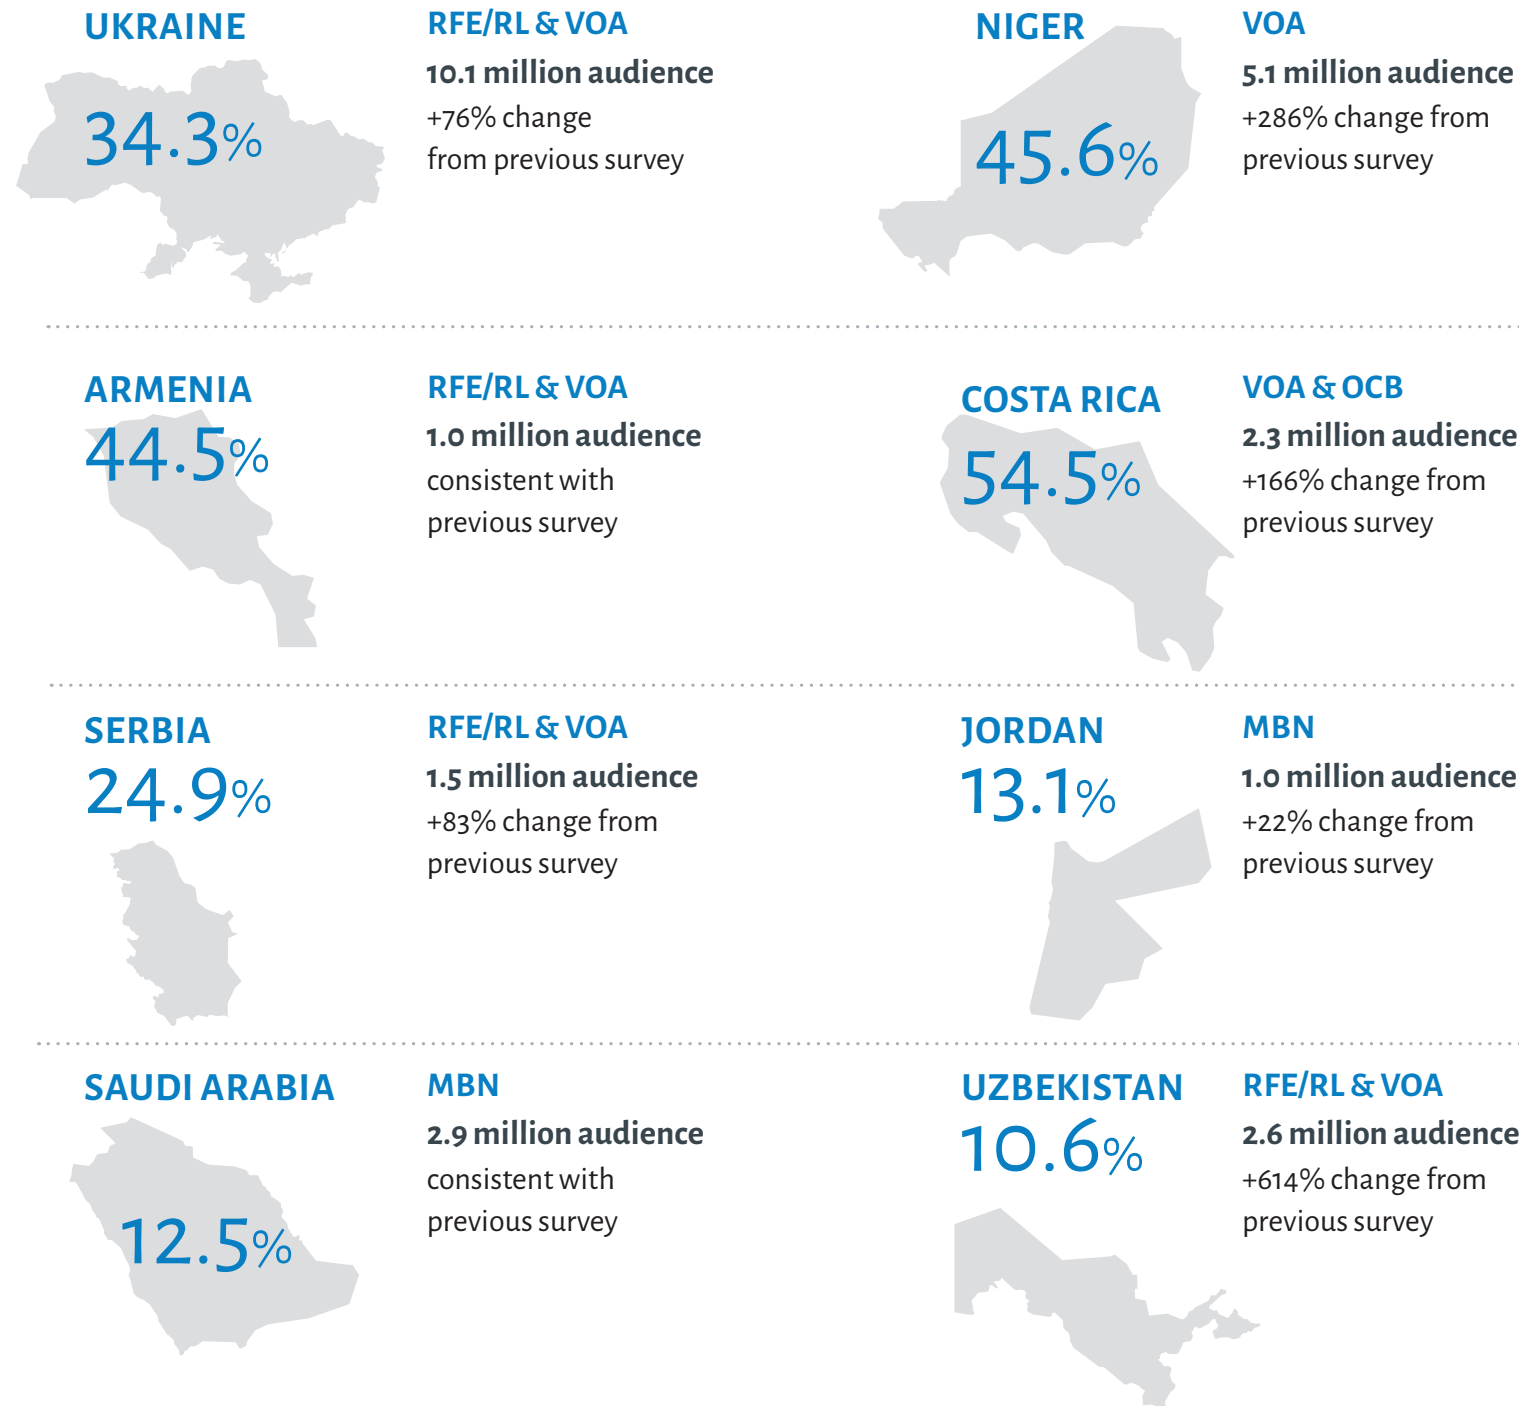 UKRAINE
34.3%
RFE/RL & VOA
10.1 million audience
+76% change
from previous survey
NIGER
45.6%
VOA
5.1 million audience
+286% change from
previous survey
ARMENIA
44.5%
RFE/RL & VOA
1.0 million audience
consistent with
previous survey
COSTA RICA
54.5%
VOA & OCB
2.3 million audience
+166% change from
previous survey
SERBIA
24.9%
RFE/RL & VOA
1.5 million audience
+83% change from
previous survey
JORDAN
13.1%
MBN
1.0 million audience
+22% change from
previous survey
SAUDI ARABIA
12.5%
MBN
2.9 million audience
consistent with
previous survey
UZBEKISTAN
10.6%
RFE/RL & VOA
2.6 million audience
+614% change from
previous survey